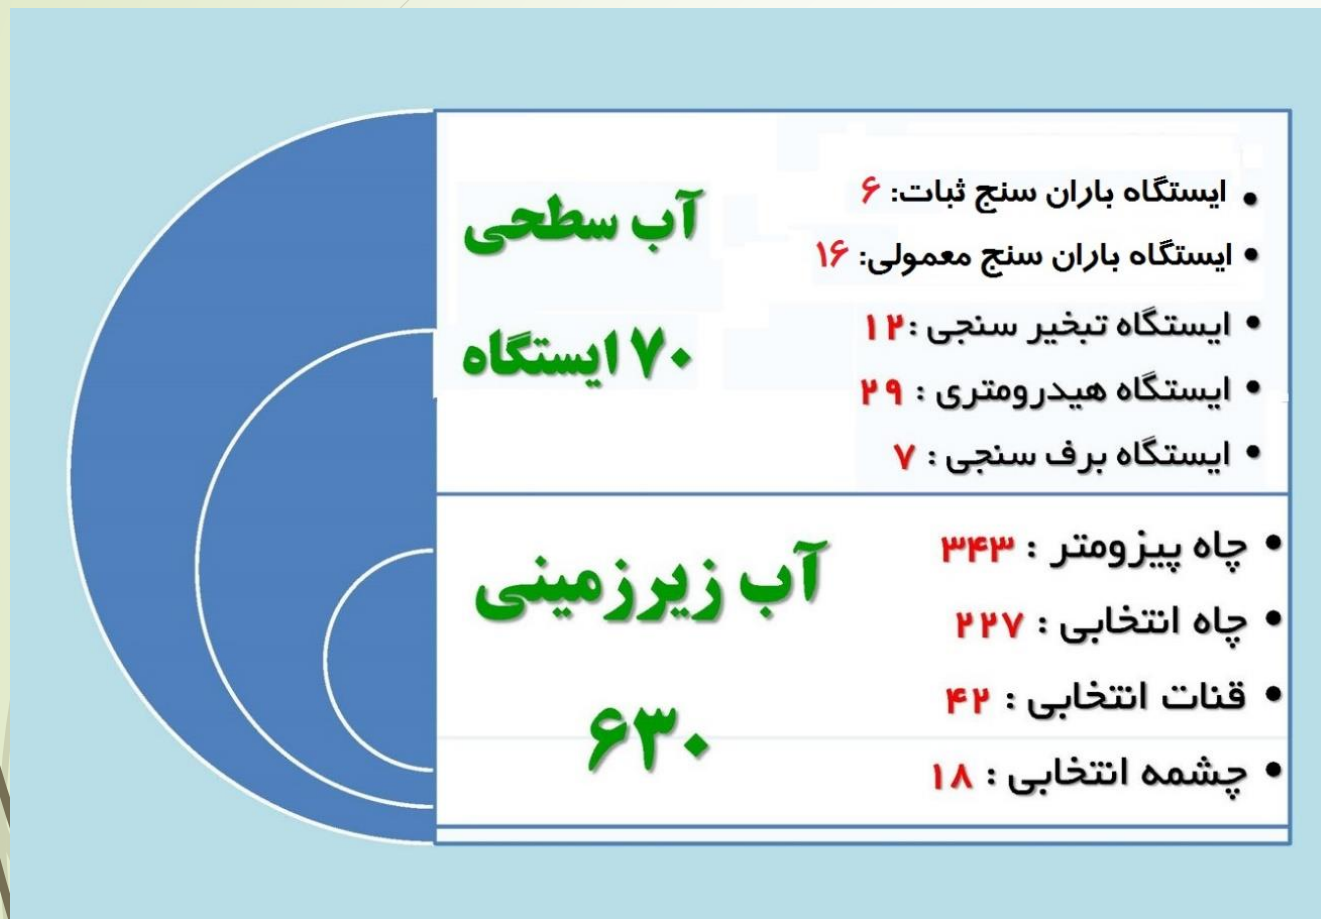 آب سطحی
۷۰ ایستگاه
• ایستگاه باران سنج ثبات: ۶
• ایستگاه باران سنج معمولی: ۱۶
• ایستگاه تبخیر سنجی :۱۲
• ایستگاه هیدرومتری : ۲۹
• ایستگاه برف سنجی : ۷
آب زیرزمینی
۶۳۰
• چاه پیزومتر : ۳۴۳
• چاه انتخابی : ۲۲۷
• قنات انتخابی : ۴۲
• چشمه انتخابی : ۱۸